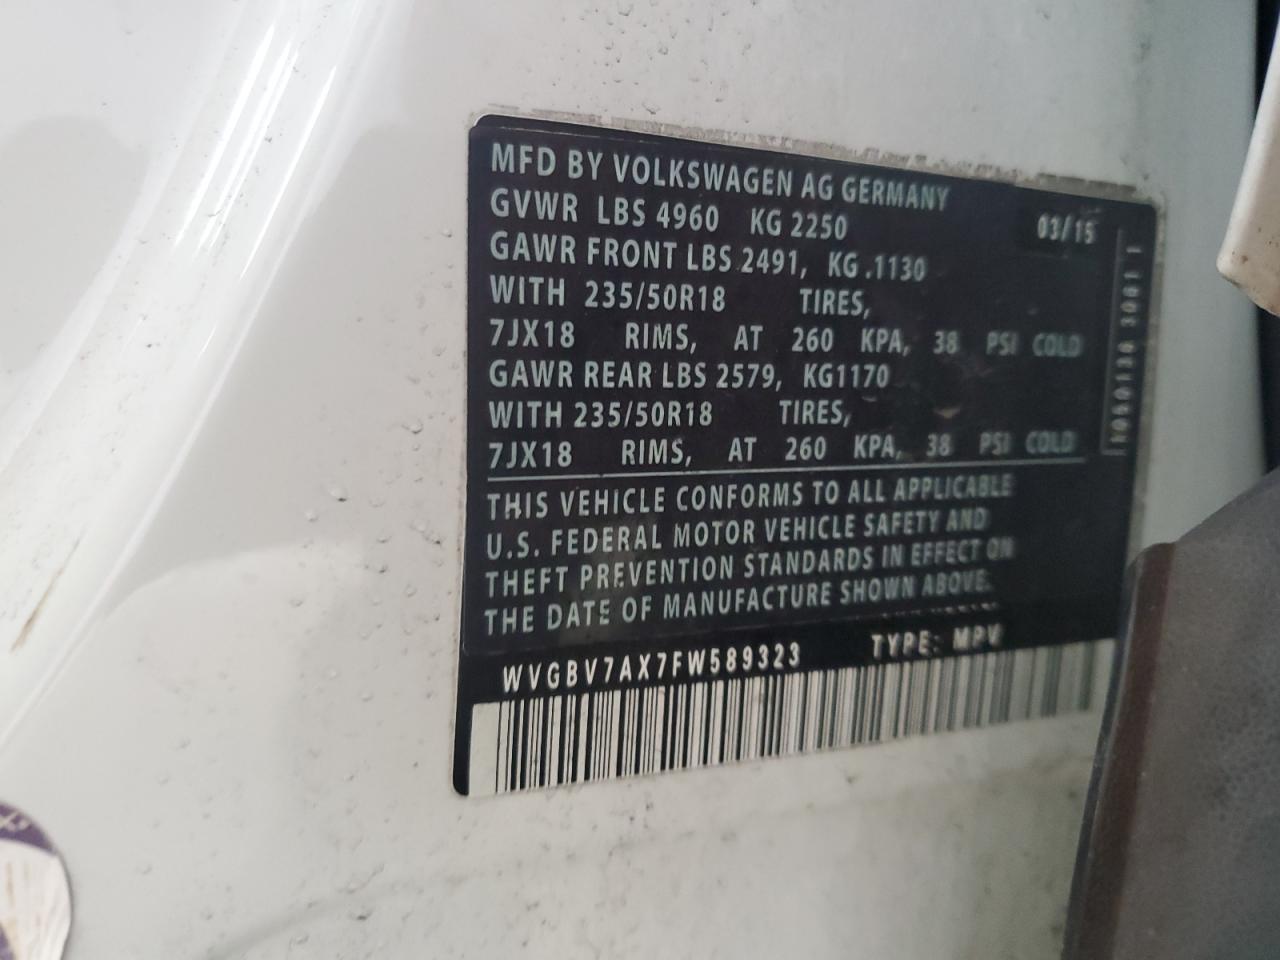 MFD BY VOLKSWAGEN AG GERMANY
GVWR LBS 4960 KG 2250 03/15
GAWR FRONT LBS 2491, KG .1130
WITH 235/50R18 TIRES,
7JX18 RIMS, AT 260 KPA, 38 PSI COLD
GAWR REAR LBS 2579, KG1170
WITH 235/50R18 TIRES,
7JX18 RIMS, AT 260 KPA, 38 PSI COLD
THIS VEHICLE CONFORMS TO ALL APPLICABLE
U.S. FEDERAL MOTOR VEHICLE SAFETY AND
THEFT PREVENTION STANDARDS IN EFFECT ON
THE DATE OF MANUFACTURE SHOWN ABOVE.
WVGBV7AX7FW589323 TYPE: MPV